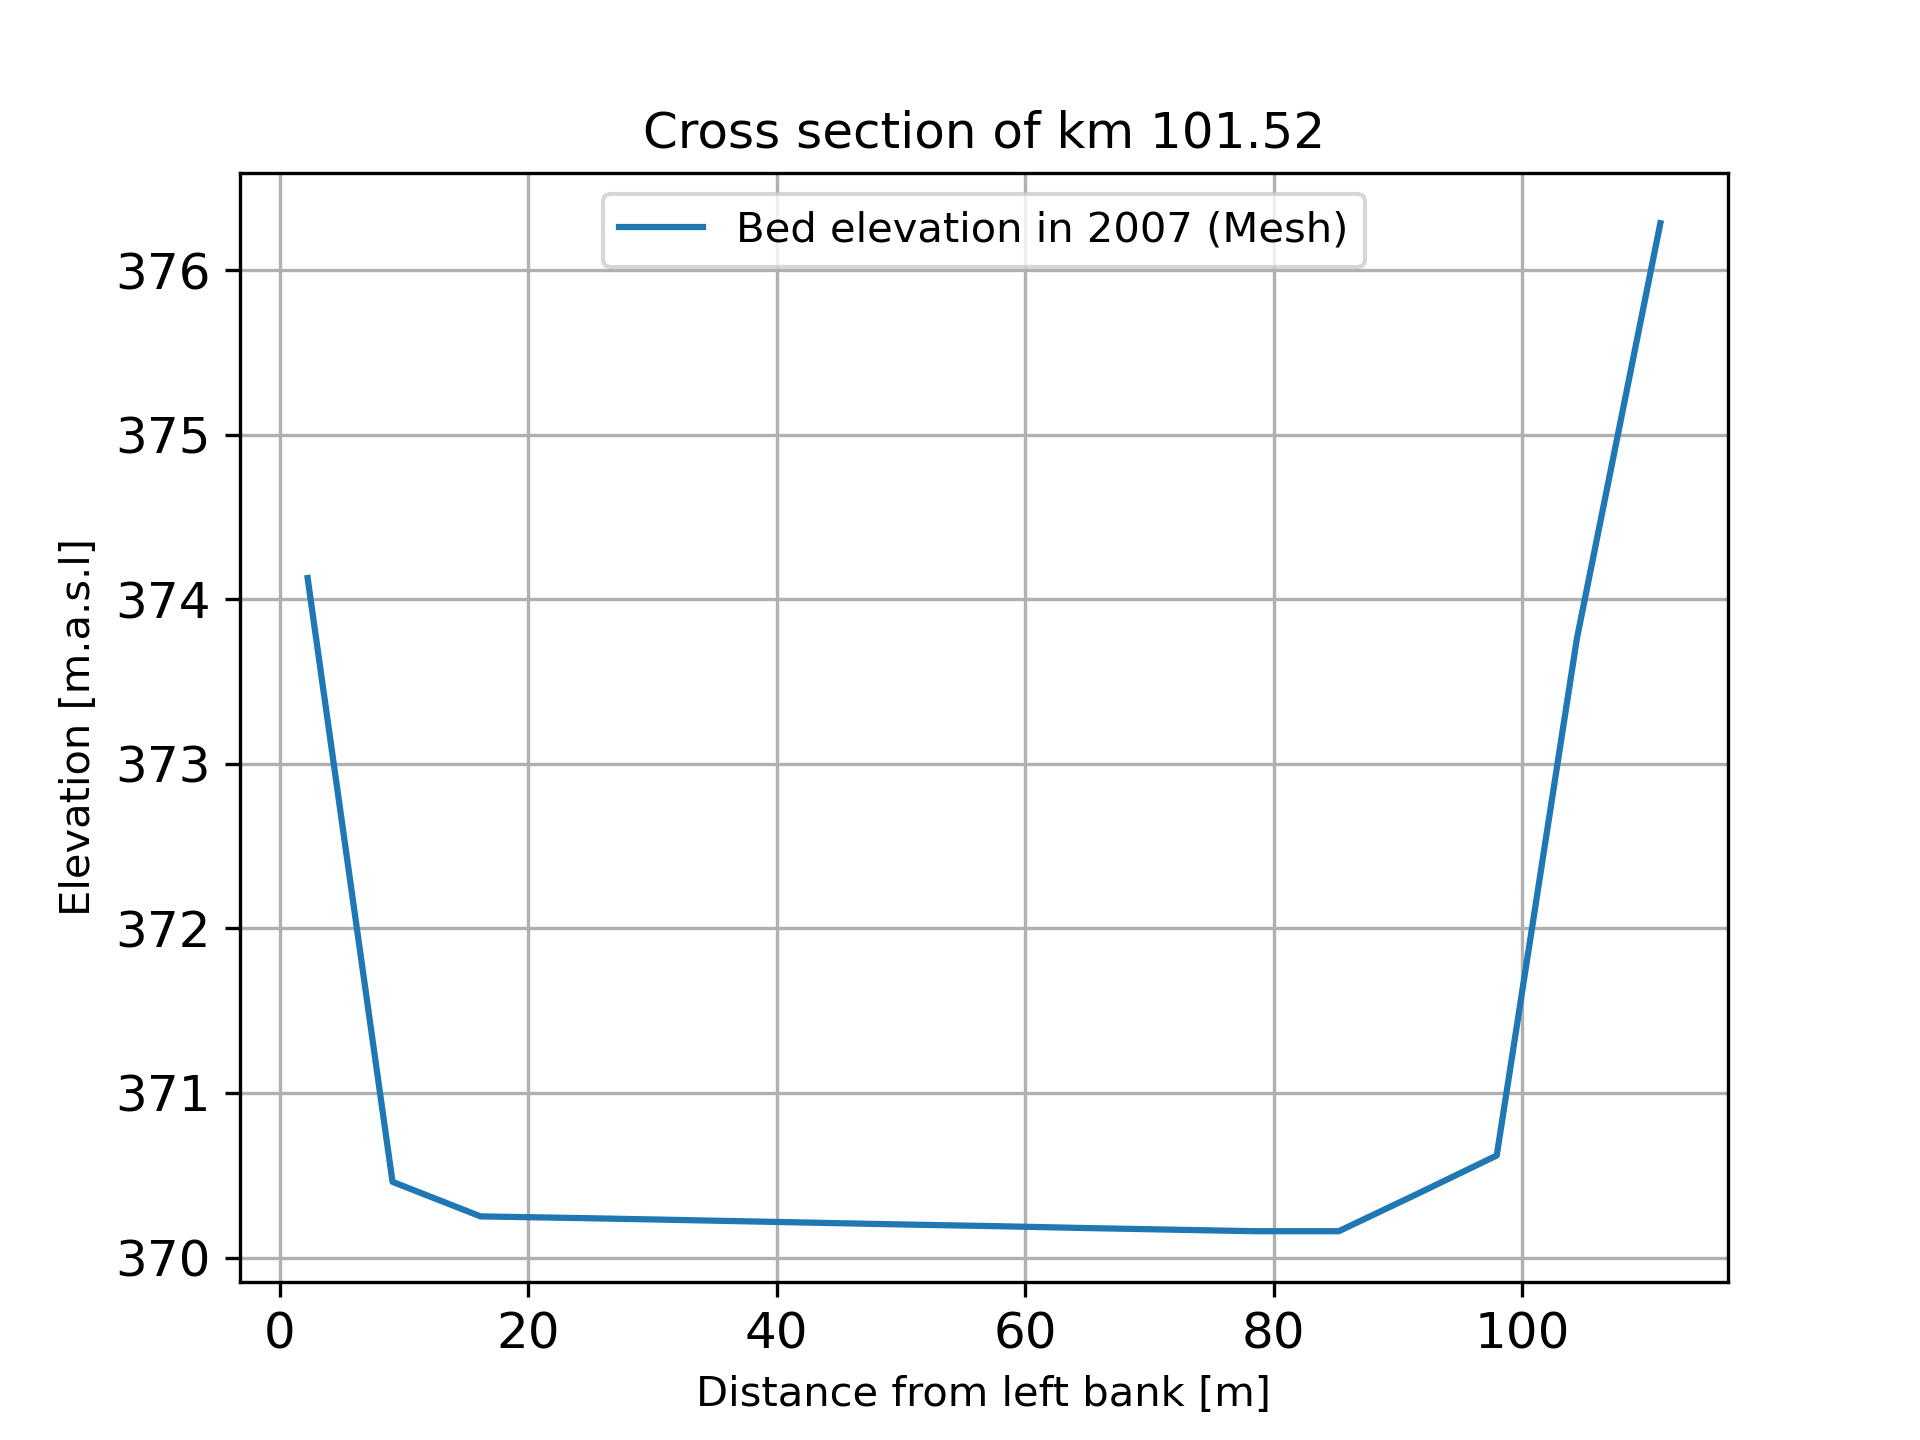 Cross section of km 101.52
Bed elevation in 2007 (Mesh)
376
375
374
373
372
371
370
Elevation [m.a.s.l]
0 20 40 60 80 100
Distance from left bank [m]